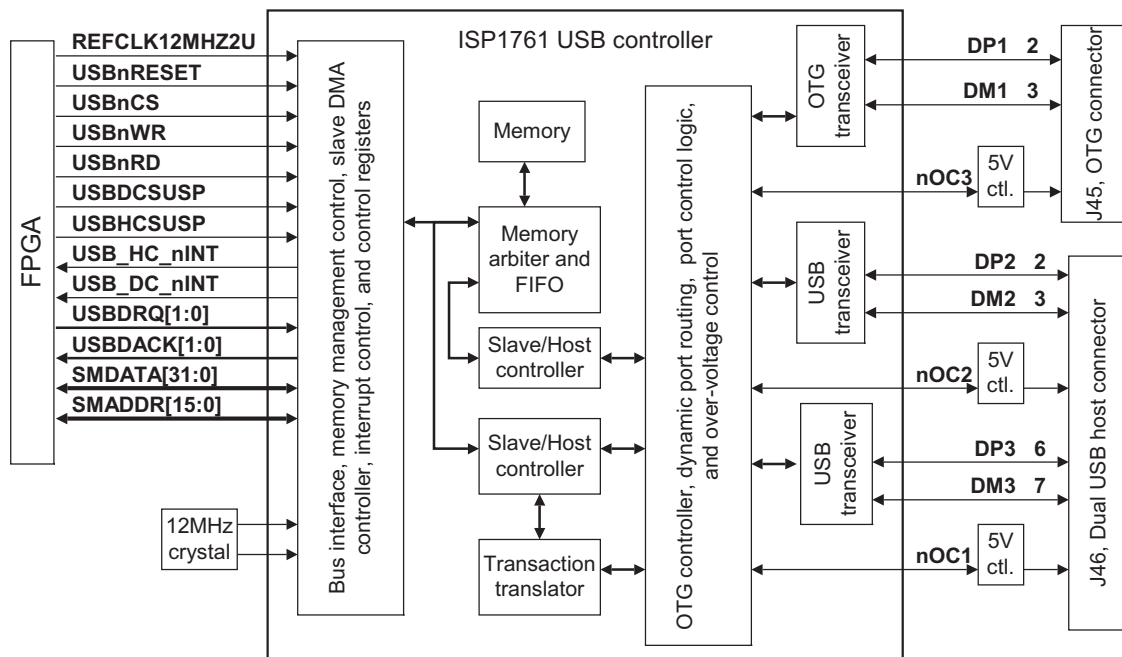 ISP1761 USB controller
FPGA
REFCLK12MHZ2U
USBnRESET
USBnCS
USBnWR
USBnRD
USBDCSUSP
USBHCSUSP
USB_HC_nINT
USB_DC_nINT
USBDRQ[1:0]
USBDACK[1:0]
SMDATA[31:0]
SMADDR[15:0]
12MHz
crystal
Bus interface, memory management control, slave DMA
controller, interrupt control, and control registers
Memory
Memory
arbiter and
FIFO
Slave/Host
controller
Slave/Host
controller
Transaction
translator
OTG controller, dynamic port routing, port control logic,
and over-voltage control
OTG
transceiver
USB
transceiver
USB
transceiver
DP1 2
DM1 3
nOC3
5V
ctl.
J45, OTG connector
DP2 2
DM2 3
nOC2
5V
ctl.
DP3 6
DM3 7
nOC1
5V
ctl.
J46, Dual USB host connector